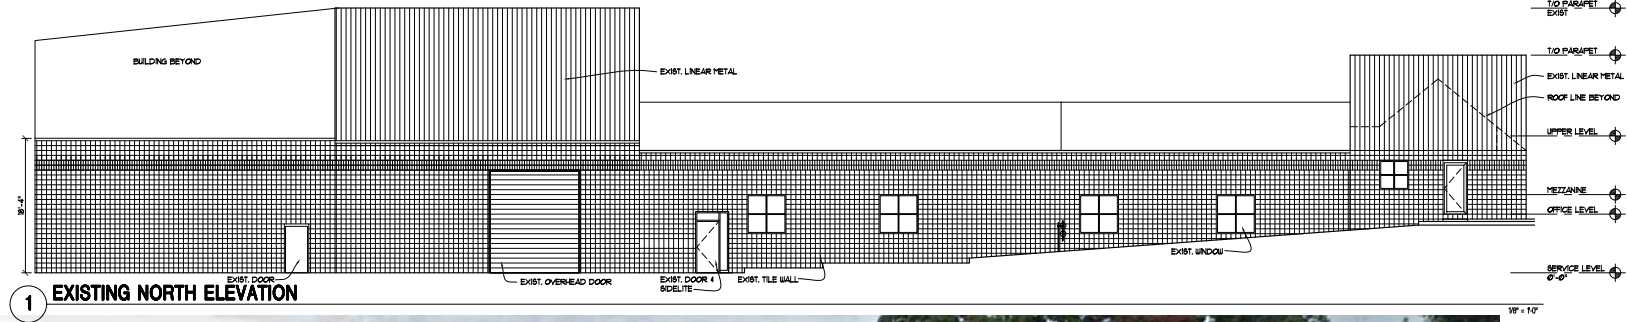 T/O PARAPET
EXIST
BUILDING BEYOND
T/O PARAPET
EXIST. LINEAR METAL
EXIST. LINEAR METAL
ROOF LINE BEYOND
UPPER LEVEL
MEZZANINE
18'-4"
OFFICE LEVEL
EXIST. WINDOW
SERVICE LEVEL
0'-0"
EXIST. DOOR
EXIST. OVERHEAD DOOR
EXIST. DOOR &
SIDELITE
EXIST. TILE WALL
1 EXISTING NORTH ELEVATION
1/8" = 1'-0"